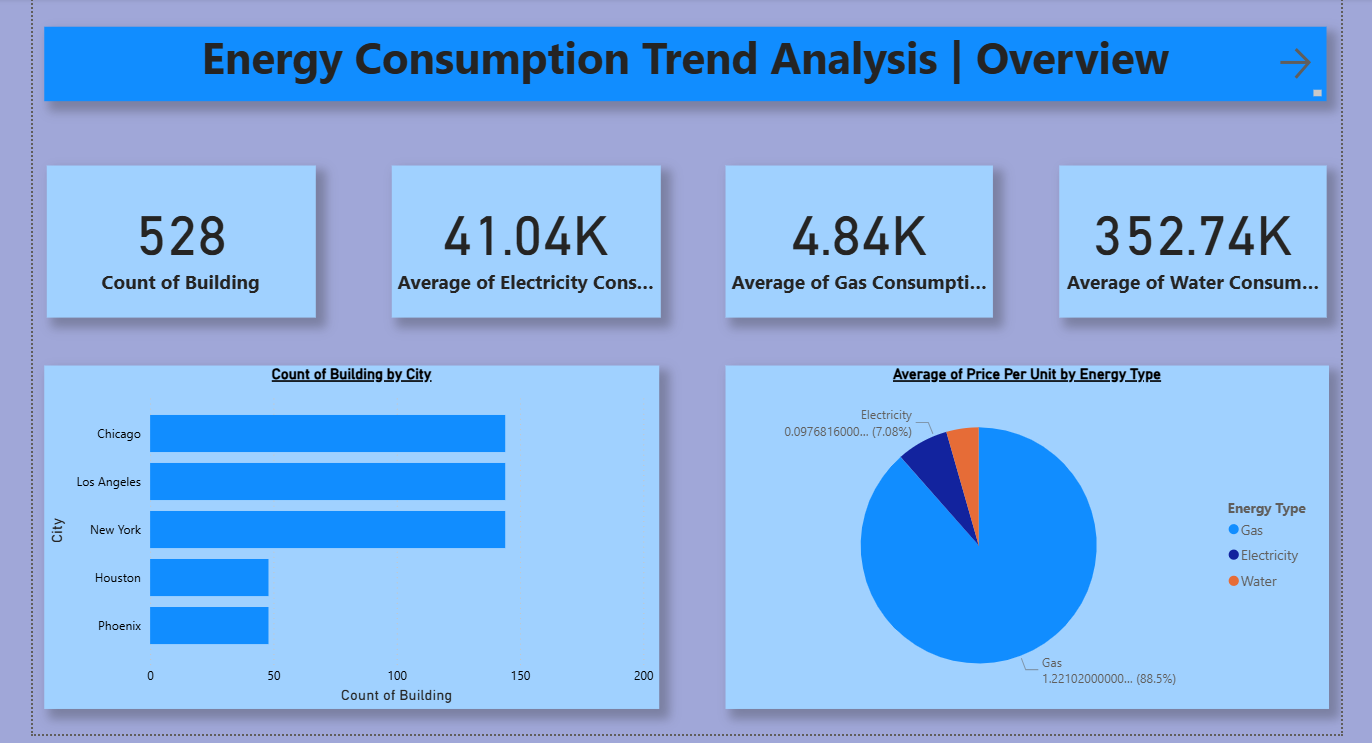 Energy Consumption Trend Analysis | Overview
528
Count of Building
41.04K
Average of Electricity Cons...
4.84K
Average of Gas Consumpti...
352.74K
Average of Water Consum...
Count of Building by City
City
Chicago
Los Angeles
New York
Houston
Phoenix
0 50 100 150 200
Count of Building
Average of Price Per Unit by Energy Type
Electricity
0.0976816000... (7.08%)
Gas
1.22102000000... (88.5%)
Energy Type
Gas
Electricity
Water